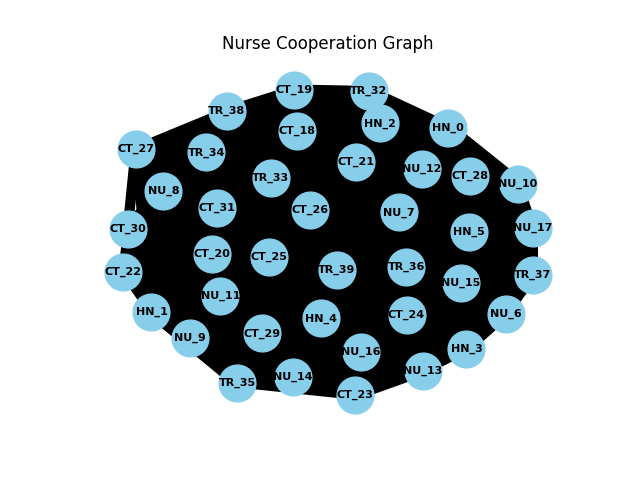 Nurse Cooperation Graph
CT_19
TR_32
TR_38
HN_2
HN_0
CT_18
CT_27
TR_34
CT_21
NU_12
CT_28
TR_33
NU_10
NU_8
CT_31
CT_26
NU_7
CT_30
NU_17
HN_5
CT_20
CT_25
TR_39
TR_36
CT_22
TR_37
NU_15
NU_11
HN_1
HN_4
CT_24
NU_6
NU_9
CT_29
NU_16
HN_3
TR_35
NU_14
NU_13
CT_23